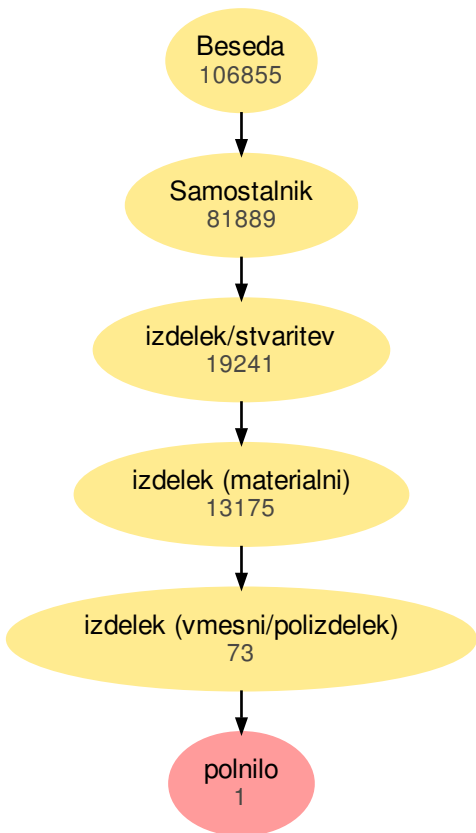 Beseda
106855
Samostalnik
81889
izdelek/stvaritev
19241
izdelek (materialni)
13175
izdelek (vmesni/polizdelek)
73
polnilo
1